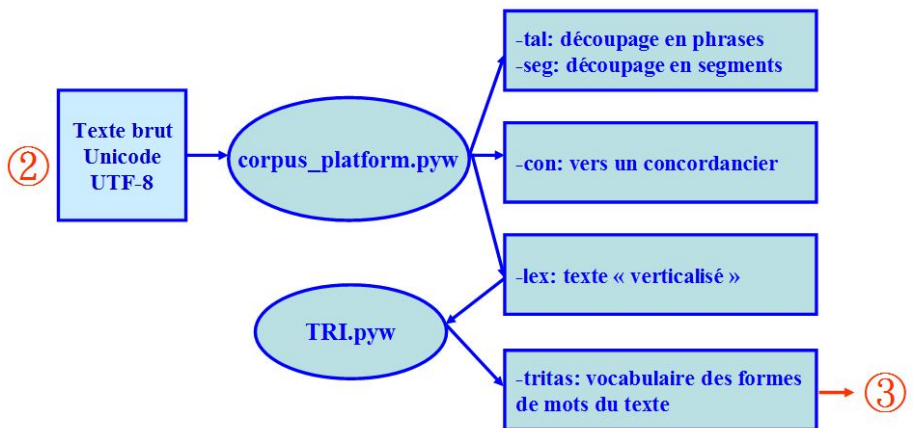 ②
Texte brut
Unicode
UTF-8
corpus_platform.pyw
-tal: découpage en phrases
-seg: découpage en segments
-con: vers un concordancier
-lex: texte « verticalisé »
TRI.pyw
-tritas: vocabulaire des formes
de mots du texte
③